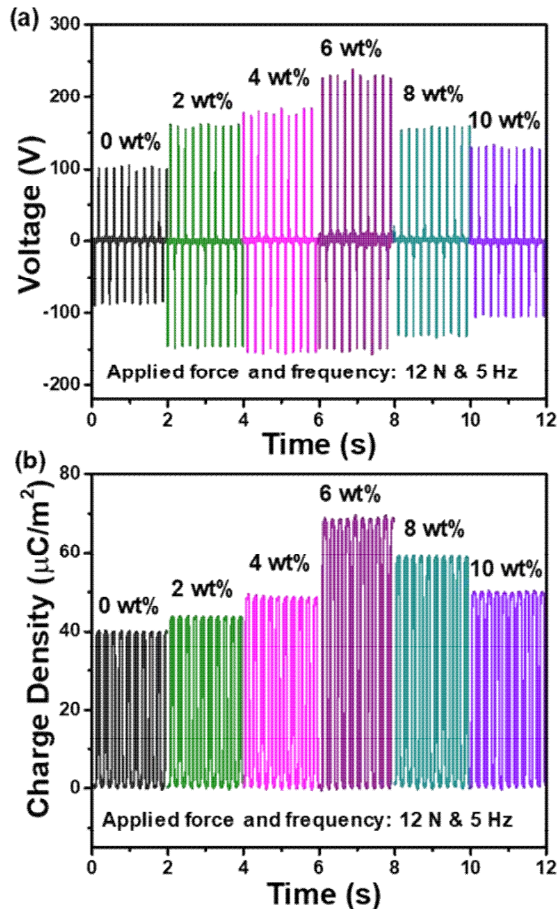 (a)
300
200
100
0
-100
-200
Voltage (V)
0 wt%
2 wt%
4 wt%
6 wt%
8 wt%
10 wt%
Applied force and frequency: 12 N & 5 Hz
0 2 4 6 8 10 12
Time (s)
(b)
80
60
40
20
0
Charge Density (μC/m²)
0 wt%
2 wt%
4 wt%
6 wt%
8 wt%
10 wt%
Applied force and frequency: 12 N & 5 Hz
0 2 4 6 8 10 12
Time (s)